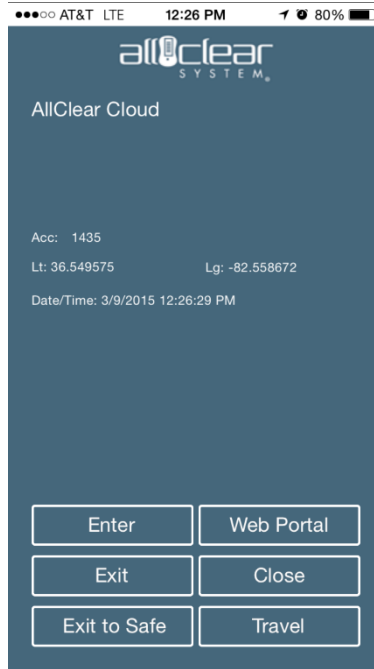 AT&T LTE 12:26 PM 80%
allclear
SYSTEM®
AllClear Cloud
Acc: 1435
Lt: 36.549575 Lg: -82.558672
Date/Time: 3/9/2015 12:26:29 PM
Enter Web Portal
Exit Close
Exit to Safe Travel